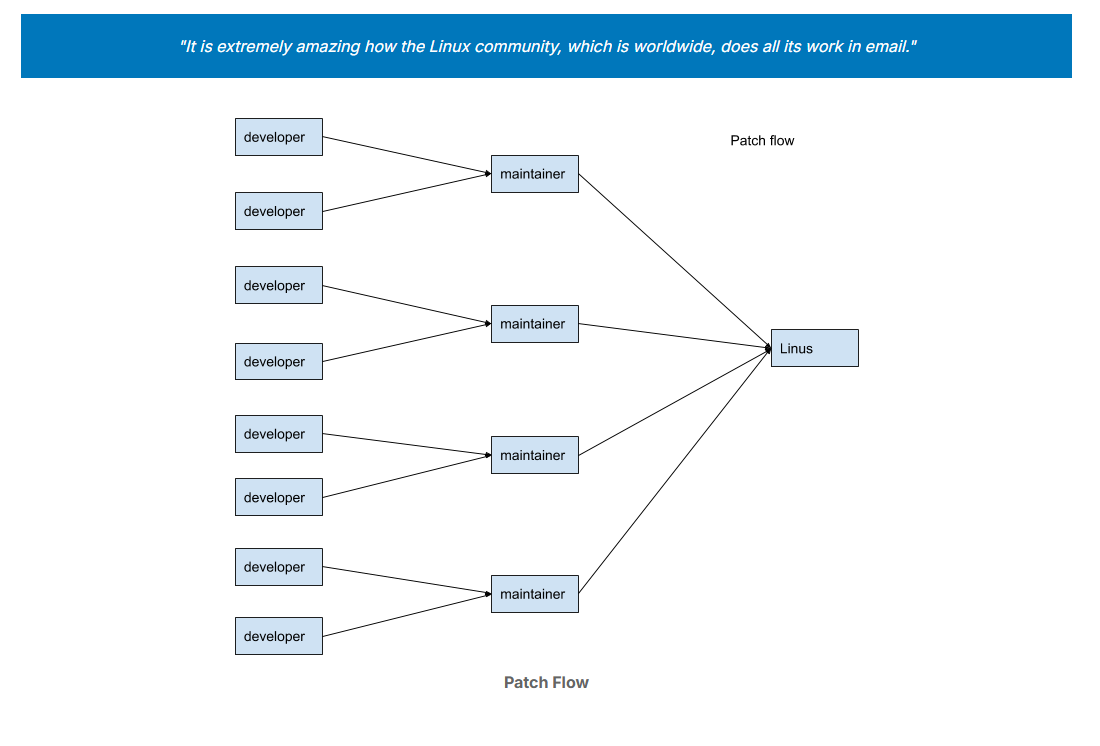 "It is extremely amazing how the Linux community, which is worldwide, does all its work in email."
developer
Patch flow
maintainer
developer
developer
maintainer
Linus
developer
developer
maintainer
developer
developer
maintainer
developer
Patch Flow